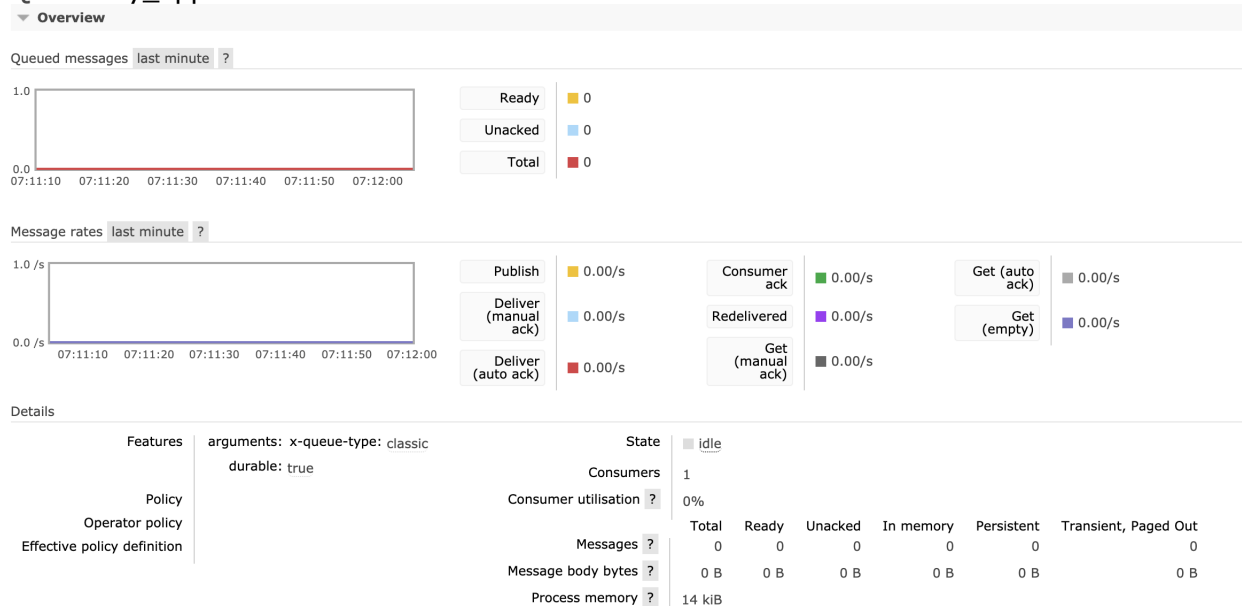 Overview
Queued messages last minute ?
1.0
0.0
07:11:10 07:11:20 07:11:30 07:11:40 07:11:50 07:12:00
Ready 0
Unacked 0
Total 0
Message rates last minute ?
1.0 /s
0.0 /s
07:11:10 07:11:20 07:11:30 07:11:40 07:11:50 07:12:00
Publish 0.00/s
Deliver
(manual
ack) 0.00/s
Deliver
(auto ack) 0.00/s
Consumer
ack 0.00/s
Redelivered 0.00/s
Get
(manual
ack) 0.00/s
Get (auto
ack) 0.00/s
Get
(empty) 0.00/s
Details
Features arguments: x-queue-type: classic
durable: true
Policy
Operator policy
Effective policy definition
State idle
Consumers 1
Consumer utilisation ? 0%
Total Ready Unacked In memory Persistent Transient, Paged Out
Messages ? 0 0 0 0 0 0
Message body bytes ? 0 B 0 B 0 B 0 B 0 B 0 B
Process memory ? 14 kiB